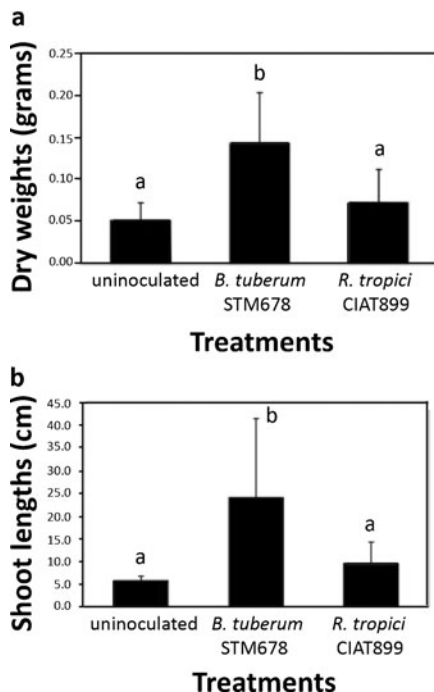 a
Dry weights (grams)
0.25
0.20
0.15
0.10
0.05
0.00
a
b
a
uninoculated
B. tuberum
STM678
R. tropici
CIAT899
Treatments
b
Shoot lengths (cm)
45.0
40.0
35.0
30.0
25.0
20.0
15.0
10.0
5.0
0.0
a
b
a
uninoculated
B. tuberum
STM678
R. tropici
CIAT899
Treatments